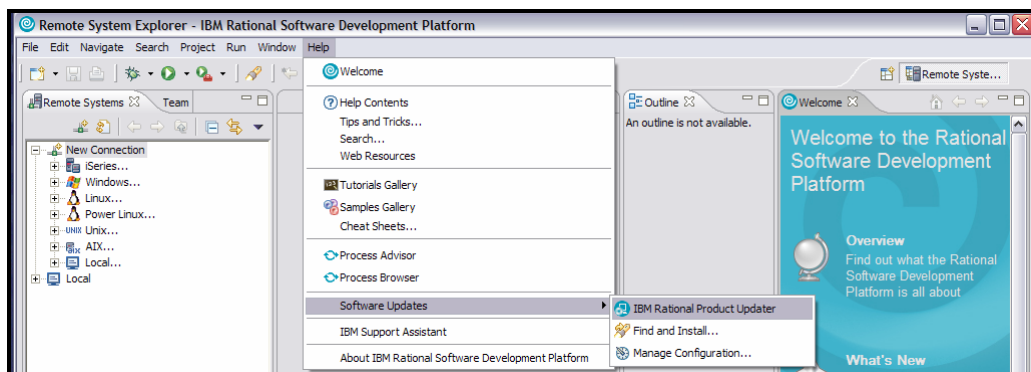 Remote System Explorer - IBM Rational Software Development Platform
File Edit Navigate Search Project Run Window Help
Remote Syste...
Remote Systems
Team
New Connection
iSeries...
Windows...
Linux...
Power Linux...
UNIX Unix...
AIX...
Local...
Local
Welcome
Help Contents
Tips and Tricks...
Search...
Web Resources
Tutorials Gallery
Samples Gallery
Cheat Sheets...
Process Advisor
Process Browser
Software Updates
IBM Support Assistant
About IBM Rational Software Development Platform
IBM Rational Product Updater
Find and Install...
Manage Configuration...
Outline
An outline is not available.
Welcome
Welcome to the Rational
Software Development
Platform
Overview
Find out what the Rational
Software Development
Platform is all about
What's New